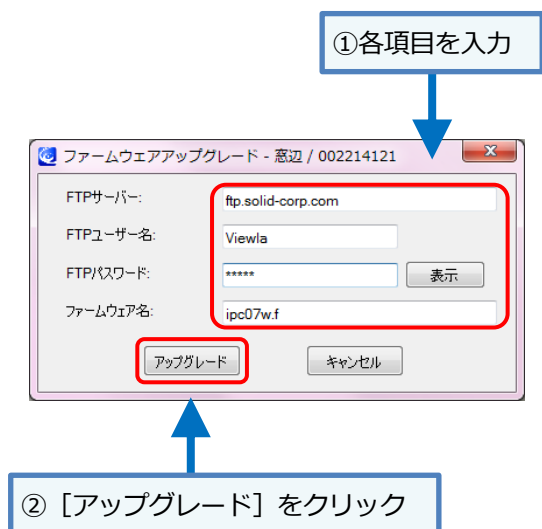 ①各項目を入力
ファームウェアアップグレード - 窓辺 / 002214121
FTPサーバー: ftp.solid-corp.com
FTPユーザー名: Viewla
FTPパスワード: ***** 表示
ファームウェア名: ipc07w.f
アップグレード キャンセル
②［アップグレード］をクリック